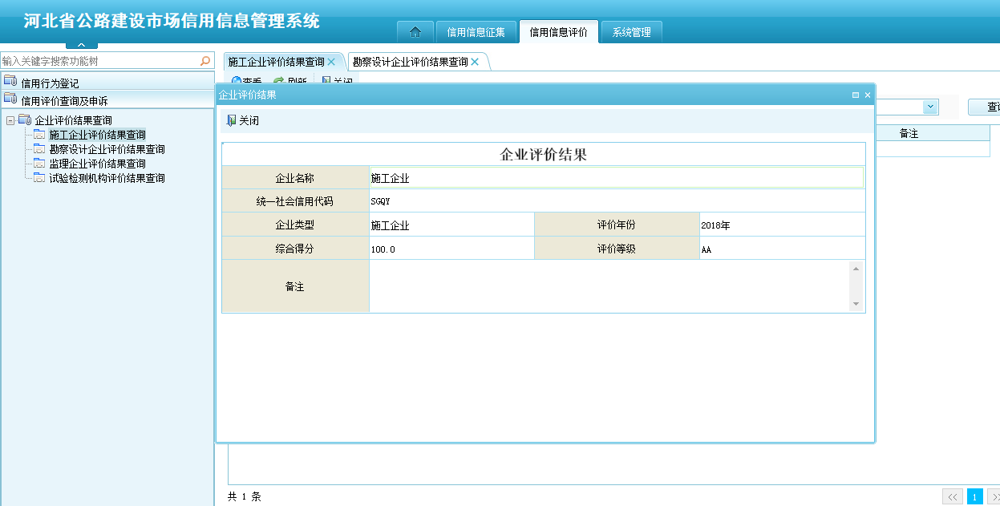 河北省公路建设市场信用信息管理系统
信用信息征集 信用信息评价 系统管理
输入关键字搜索功能树
施工企业评价结果查询 勘察设计企业评价结果查询
查看 刷新 关闭
信用行为登记
信用评价查询及申诉
企业评价结果查询
施工企业评价结果查询
勘察设计企业评价结果查询
监理企业评价结果查询
试验检测机构评价结果查询
企业评价结果
关闭
企业评价结果
企业名称 施工企业
统一社会信用代码 SGQY
企业类型 施工企业 评价年份 2018年
综合得分 100.0 评价等级 AA
备注
查
备注
共 1 条
<< 1 >>